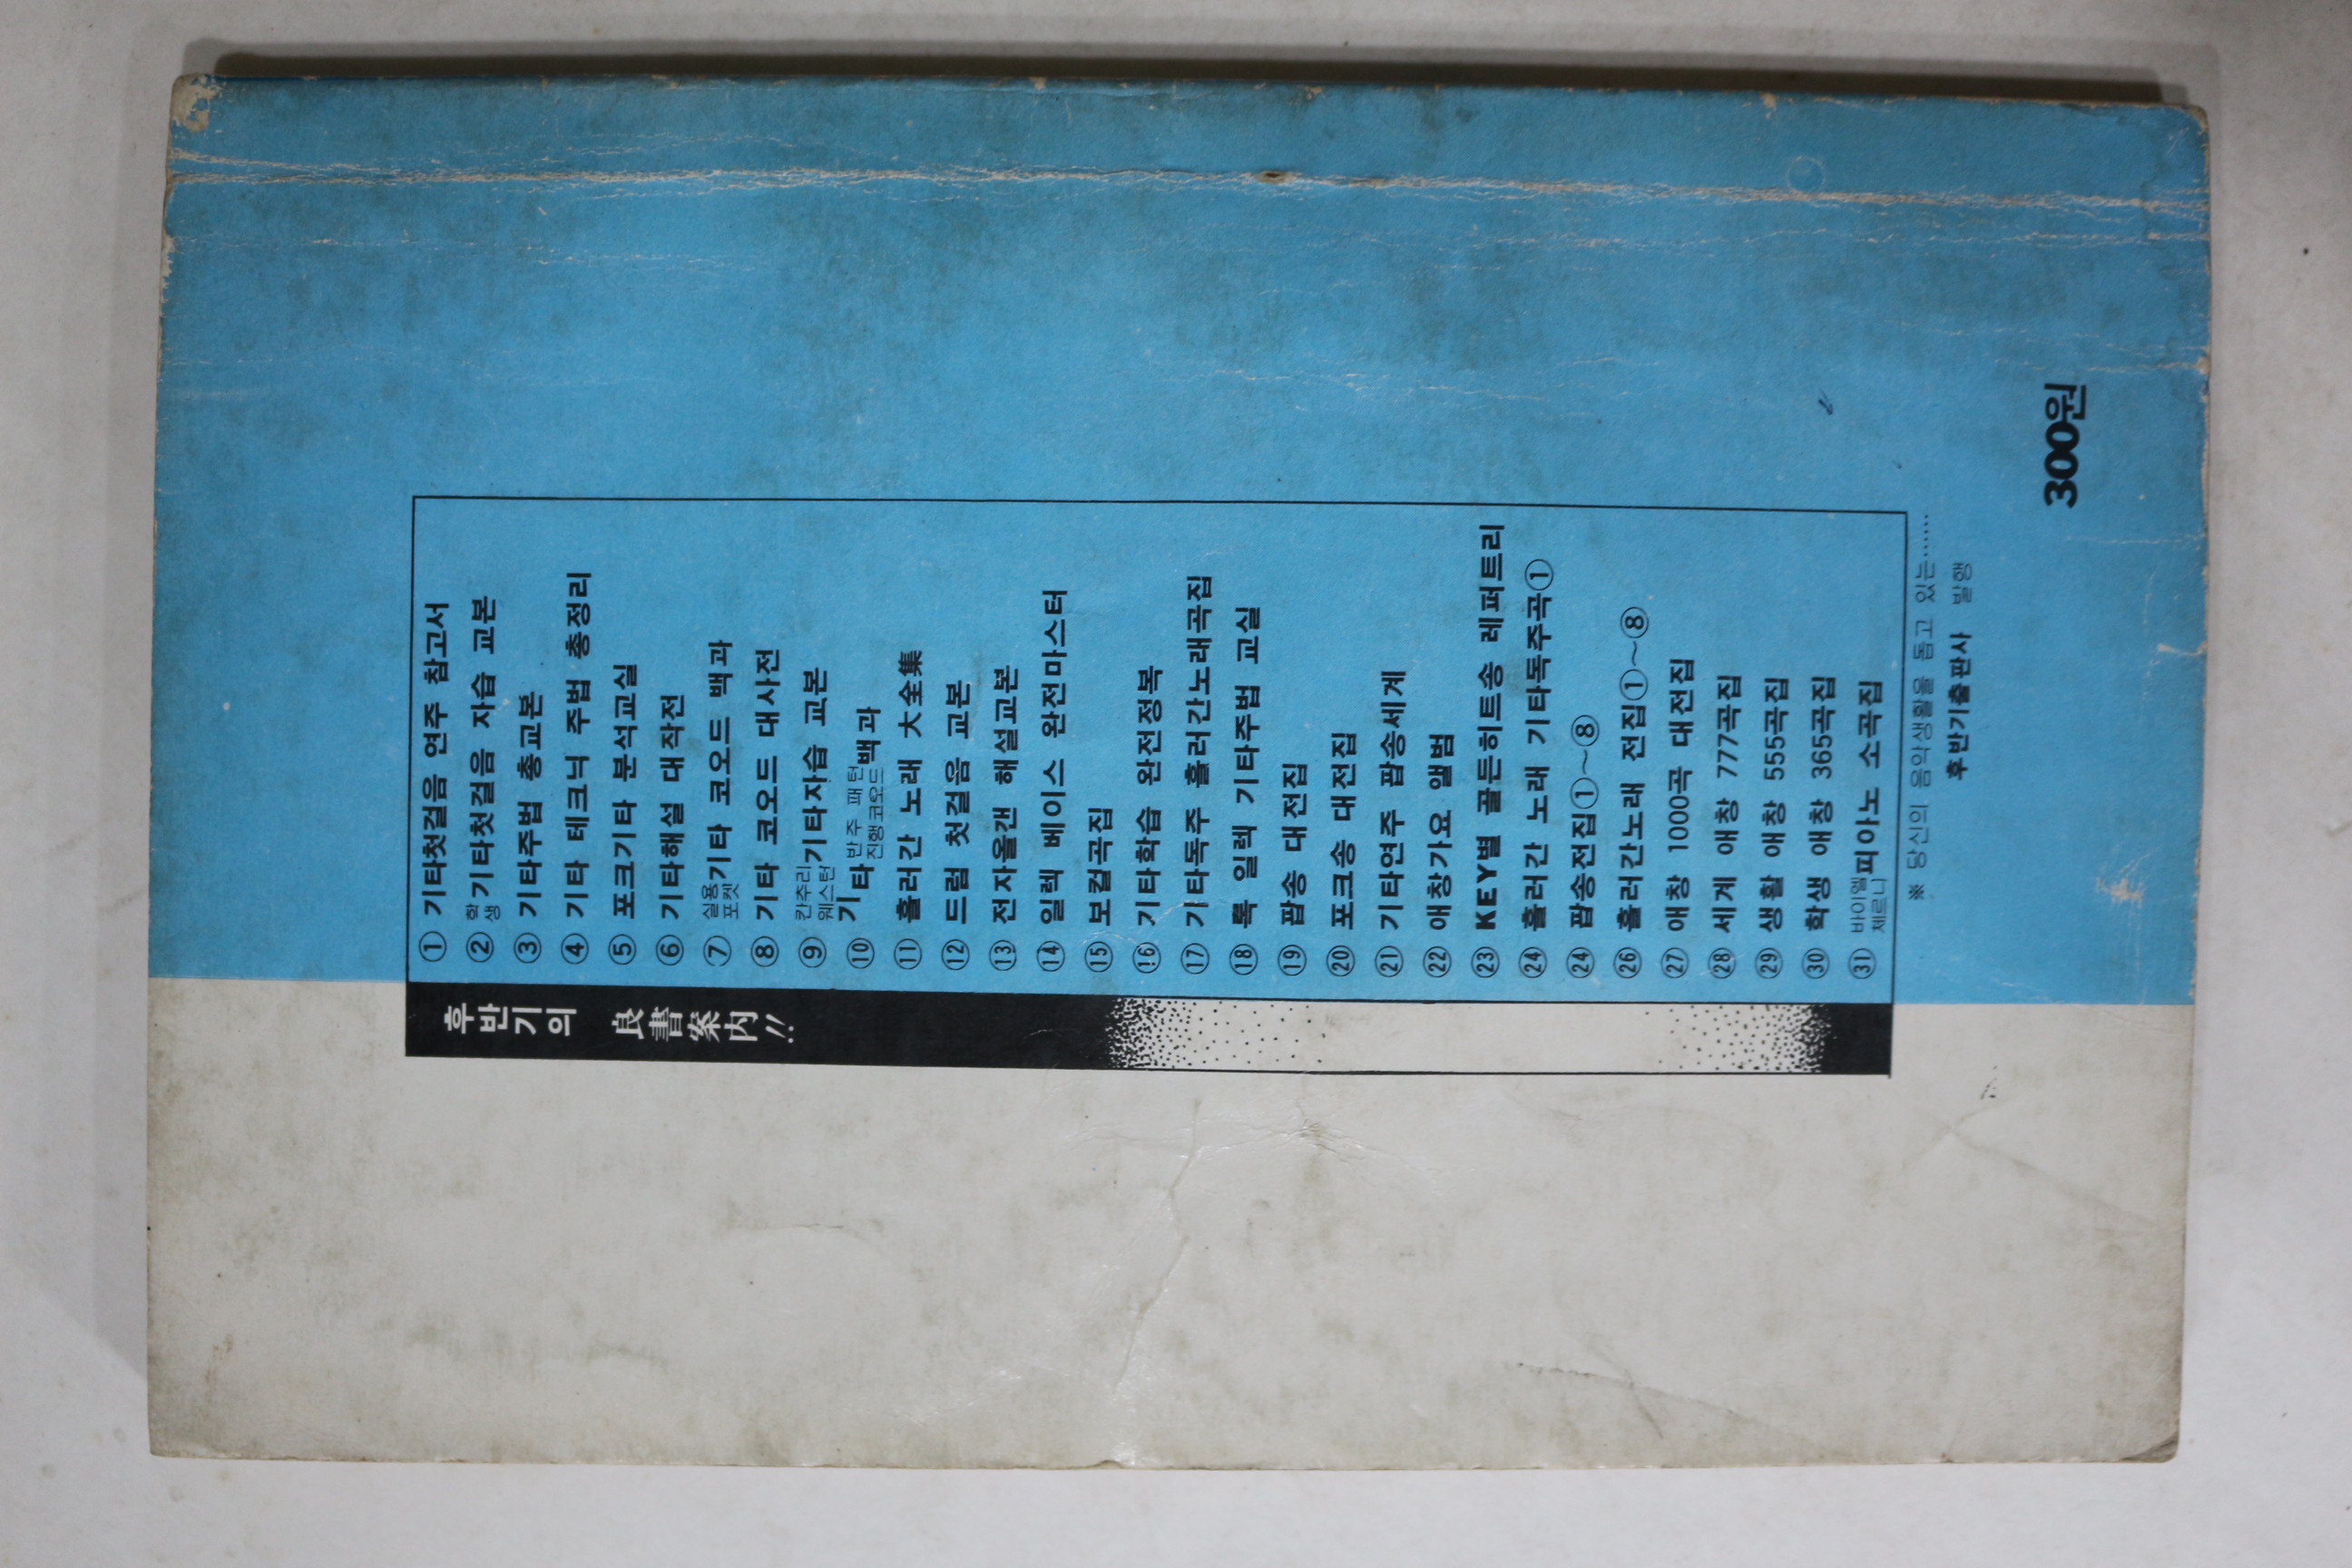 후반기의 良書案内!!
① 기타첫걸음 연주 참고서
② 학생 기타첫걸음 자습 교본
③ 기타주법 총교본
④ 기타 테크닉 주법 총정리
⑤ 포크기타 분석교실
⑥ 기타해설 대작전
⑦ 실용포켓 기타 코오드 백과
⑧ 기타 코오드 대사전
⑨ 칸추리웨스턴 기타자습 교본
⑩ 기타 반주 패턴 진행코오드 백과
⑪ 흘러간 노래 大全集
⑫ 드럼 첫걸음 교본
⑬ 전자올갠 해설교본
⑭ 일렉 베이스 완전마스터
⑮ 보컬곡집
⑯ 기타학습 완전정복
⑰ 기타독주 흘러간노래곡집
⑱ 록 일렉 기타주법 교실
⑲ 팝송 대전집
⑳ 포크송 대전집
㉑ 기타연주 팝송세계
㉒ 애창가요 앨범
㉓ KEY별 골든히트송 레퍼트리
㉔ 흘러간 노래 기타독주곡①
㉔ 팝송전집①~⑧
㉖ 흘러간노래 전집①~⑧
㉗ 애창 1000곡 대전집
㉘ 세계 애창 777곡집
㉙ 생활 애창 555곡집
㉚ 학생 애창 365곡집
㉛ 바이엘체르니 피아노 소곡집
※ 당신의 음악생활을 돕고 있는……
후반기출판사 발행
300원